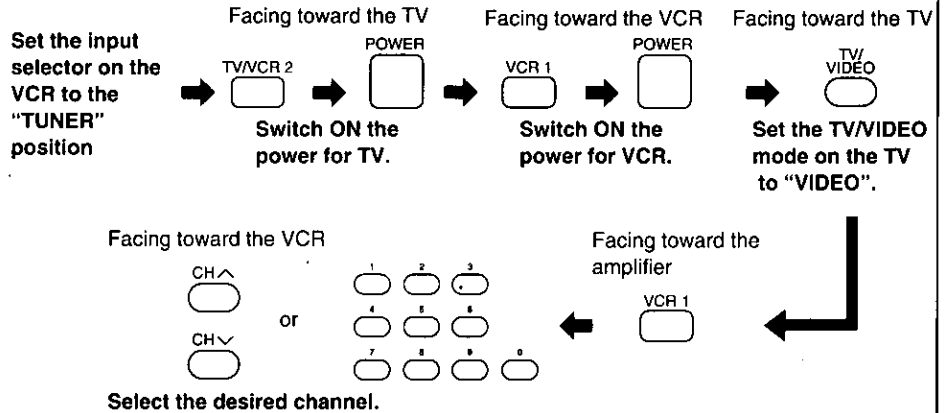 Set the input
selector on the
VCR to the
"TUNER"
position
Facing toward the TV
TV/VCR 2
POWER
Switch ON the
power for TV.
Facing toward the VCR
VCR 1
POWER
Switch ON the
power for VCR.
Facing toward the TV
TV/
VIDEO
Set the TV/VIDEO
mode on the TV
to "VIDEO".
Facing toward the
amplifier
VCR 1
Facing toward the VCR
CH
or
CH
1 2 3
4 5 6
7 8 9 0
Select the desired channel.